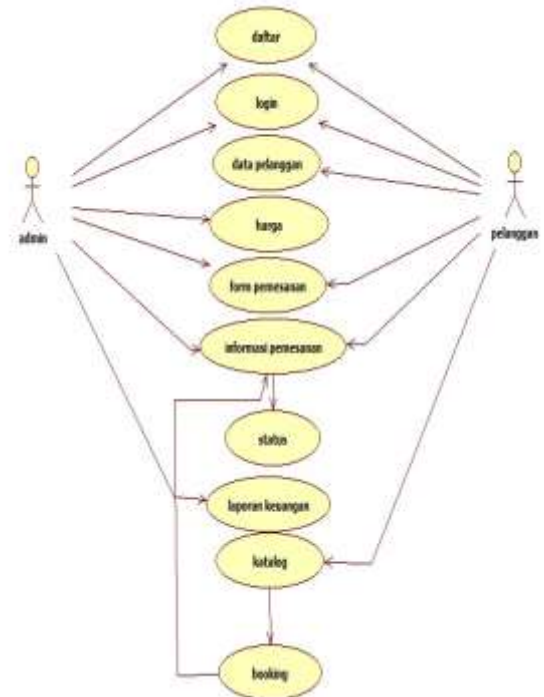 daftar
login
data pelanggan
admin
harga
pelanggan
form pemesanan
informasi pemesanan
status
laporan keuangan
katalog
booking